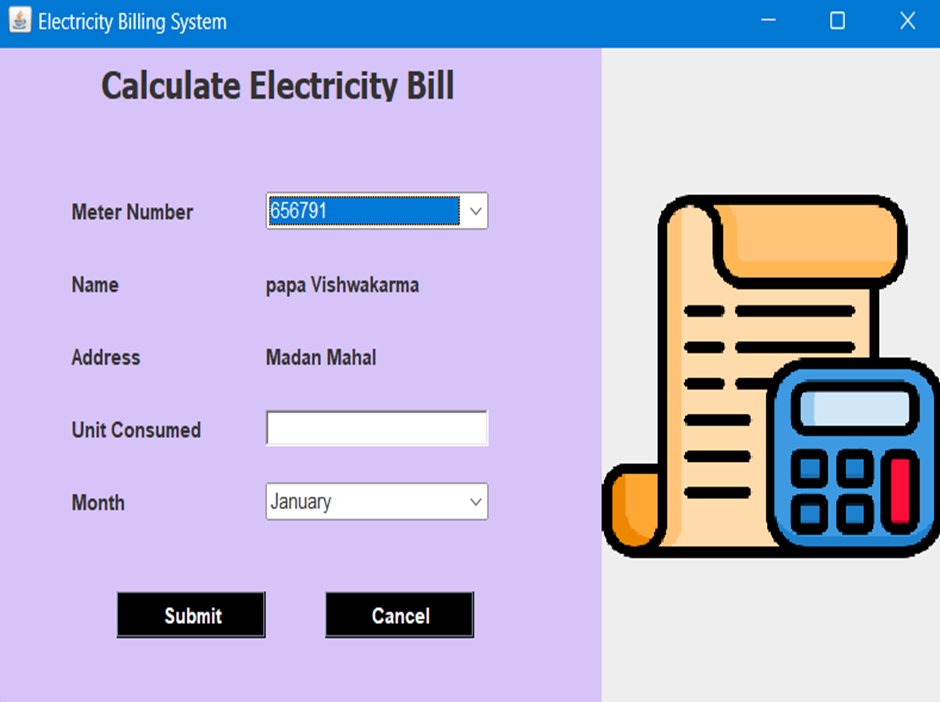 Electricity Billing System
Calculate Electricity Bill
Meter Number 656791
Name papa Vishwakarma
Address Madan Mahal
Unit Consumed
Month January
Submit Cancel